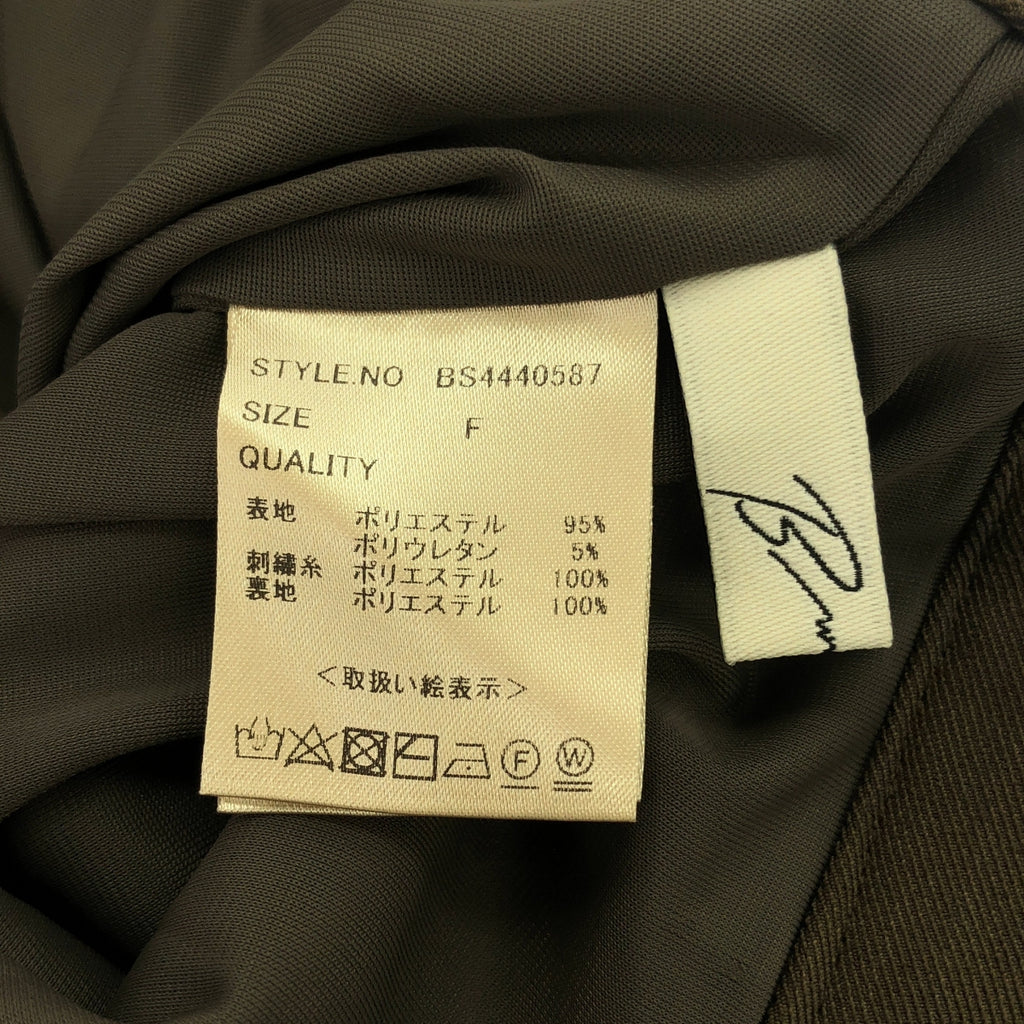 STYLE.NO BS4440587
SIZE F
QUALITY
表地 ポリエステル 95%
ポリウレタン 5%
刺繍糸 ポリエステル 100%
裏地 ポリエステル 100%
<取扱い絵表示>
F W